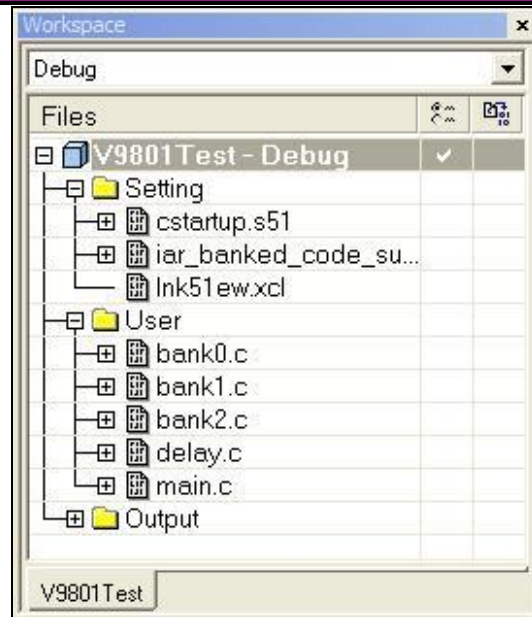 Workspace
Debug
Files
V9801Test - Debug
Setting
cstartup.s51
iar_banked_code_su...
lnk51ew.xcl
User
bank0.c
bank1.c
bank2.c
delay.c
main.c
Output
V9801Test